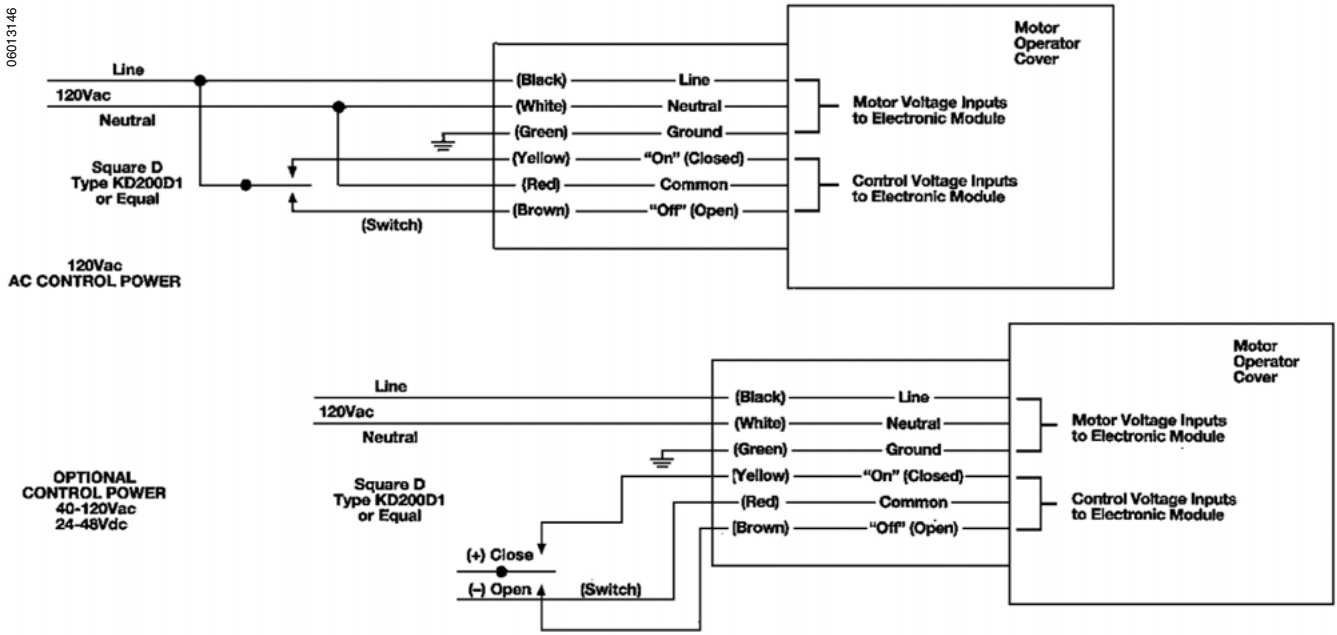 06013146
Motor
Operator
Cover
Line
120Vac
Neutral
(Black)
Line
(White)
Neutral
(Green)
Ground
Motor Voltage Inputs
to Electronic Module
Square D
Type KD200D1
or Equal
(Switch)
(Yellow)
"On" (Closed)
(Red)
Common
(Brown)
"Off" (Open)
Control Voltage Inputs
to Electronic Module
120Vac
AC CONTROL POWER
Motor
Operator
Cover
Line
120Vac
Neutral
(Black)
Line
(White)
Neutral
(Green)
Ground
Motor Voltage Inputs
to Electronic Module
OPTIONAL
CONTROL POWER
40-120Vac
24-48Vdc
Square D
Type KD200D1
or Equal
(Yellow)
"On" (Closed)
(Red)
Common
(Brown)
"Off" (Open)
Control Voltage Inputs
to Electronic Module
(+) Close
(–) Open
(Switch)